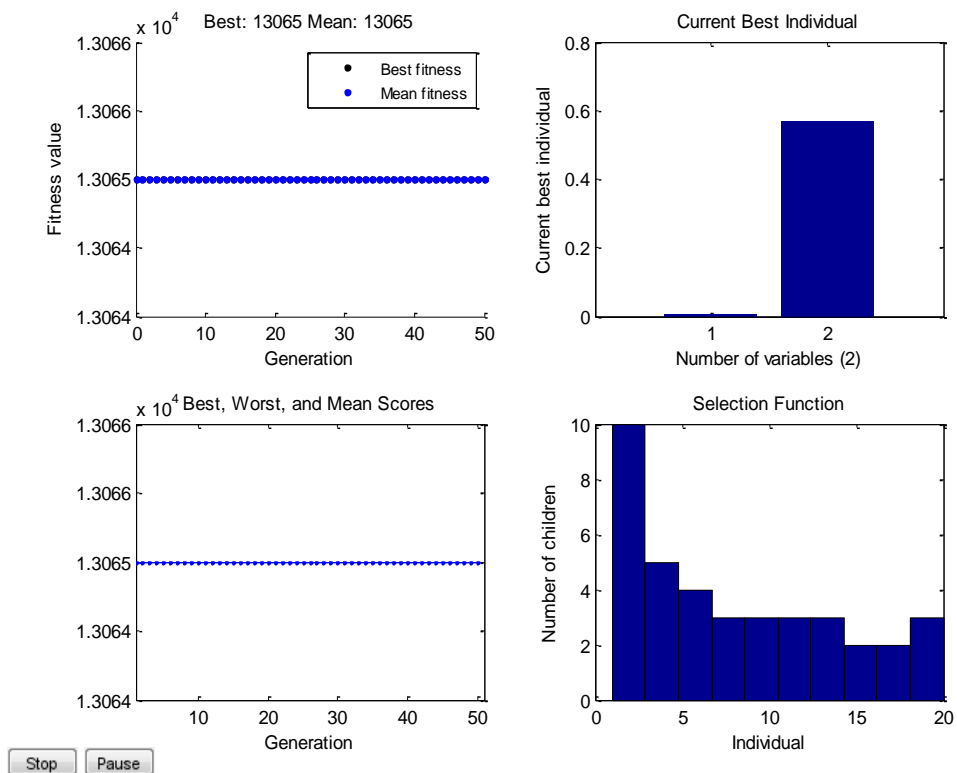 x 10^4
Best: 13065 Mean: 13065
1.3066
1.3066
1.3065
1.3064
1.3064
Fitness value
Best fitness
Mean fitness
0 10 20 30 40 50
Generation
Current Best Individual
0.8
0.6
0.4
0.2
0
Current best individual
1 2
Number of variables (2)
x 10^4
Best, Worst, and Mean Scores
1.3066
1.3066
1.3065
1.3064
1.3064
10 20 30 40 50
Generation
Selection Function
10
8
6
4
2
0
Number of children
0 5 10 15 20
Individual
Stop Pause